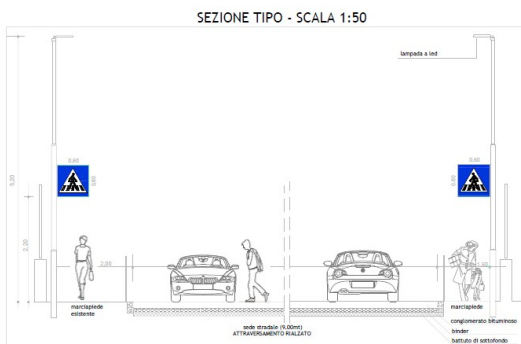 SEZIONE TIPO - SCALA 1:50
lampada a led
0,60
0,60
0,60
0,60
5,20
2,20
2,00
1,50
marciapiede
esistente
sede stradale (9.00mt)
ATTRAVERSAMENTO RIALZATO
marciapiede
conglomerato bituminoso
binder
battuto di sottofondo